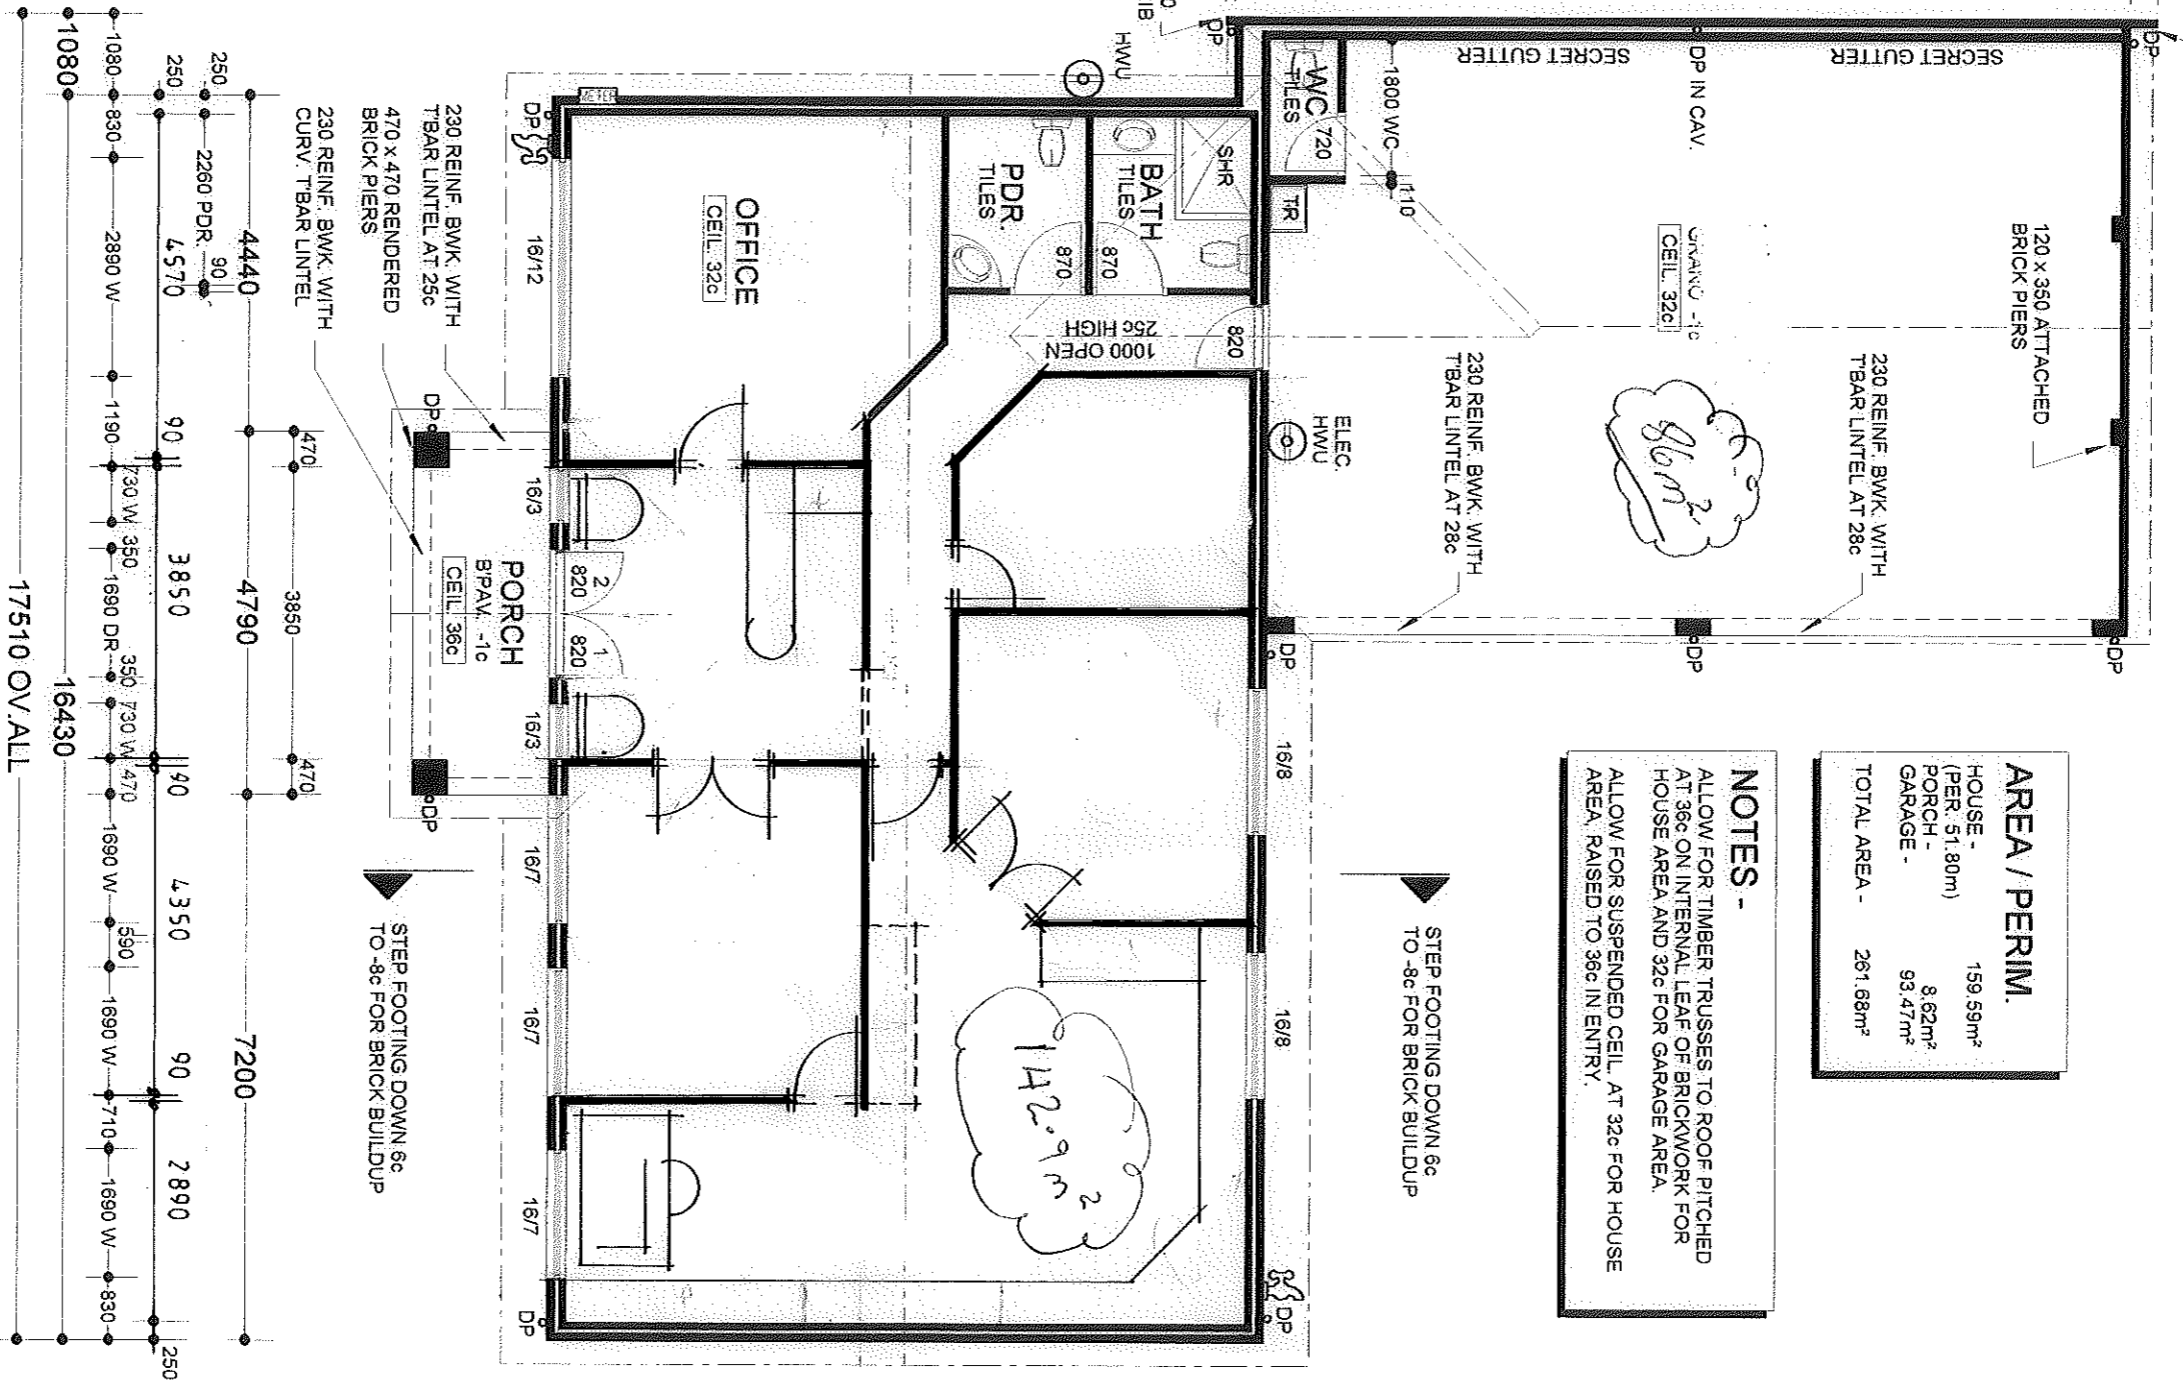 AREA / PERIM.
HOUSE - 159.59m²
(PER. 51.80m)
PORCH - 8.62m²
GARAGE - 93.47m²
TOTAL AREA - 261.68m²
NOTES -
ALLOW FOR TIMBER TRUSSES TO ROOF PITCHED
AT 36c ON INTERNAL LEAF OF BRICKWORK FOR
HOUSE AREA AND 32c FOR GARAGE AREA.
ALLOW FOR SUSPENDED CEIL. AT 32c FOR HOUSE
AREA, RAISED TO 36c IN ENTRY.
STEP FOOTING DOWN 6c
TO -8c FOR BRICK BUILDUP
DP
SECRET GUTTER
DP IN CAV.
SECRET GUTTER
DP
120 x 350 ATTACHED
BRICK PIERS
230 REINF. BWK. WITH
T'BAR LINTEL AT 28c
86m²
CEIL. 32c
230 REINF. BWK. WITH
T'BAR LINTEL AT 28c
DP
DP
DP
1800 WC
110
WC
TILES
720
TR
ELEC.
HWU
HWU
820
1000 OPEN
25c HIGH
SHR
BATH
TILES
870
PDR.
TILES
870
OFFICE
CEIL. 32c
METER
DP
16/12
16/3
16/3
16/7
16/7
16/7
16/8
16/8
DP
DP
142.9m²
2
820
1
820
PORCH
B'PAV. -1c
CEIL. 36c
DP
DP
230 REINF. BWK. WITH
T'BAR LINTEL AT 25c
470 x 470 RENDERED
BRICK PIERS
230 REINF. BWK. WITH
CURV. T'BAR LINTEL
STEP FOOTING DOWN 6c
TO -8c FOR BRICK BUILDUP
470 3850 470
4440 4790 7200
250 2260 PDR. 90
250 4570 90 3850 90 4350 90 2890 250
1080 830 2890 W 1190 730 W 350 1690 DR 350 730 W 470 1690 W 590 1690 W 710 1690 W 830
1080 16430
17510 OV.ALL